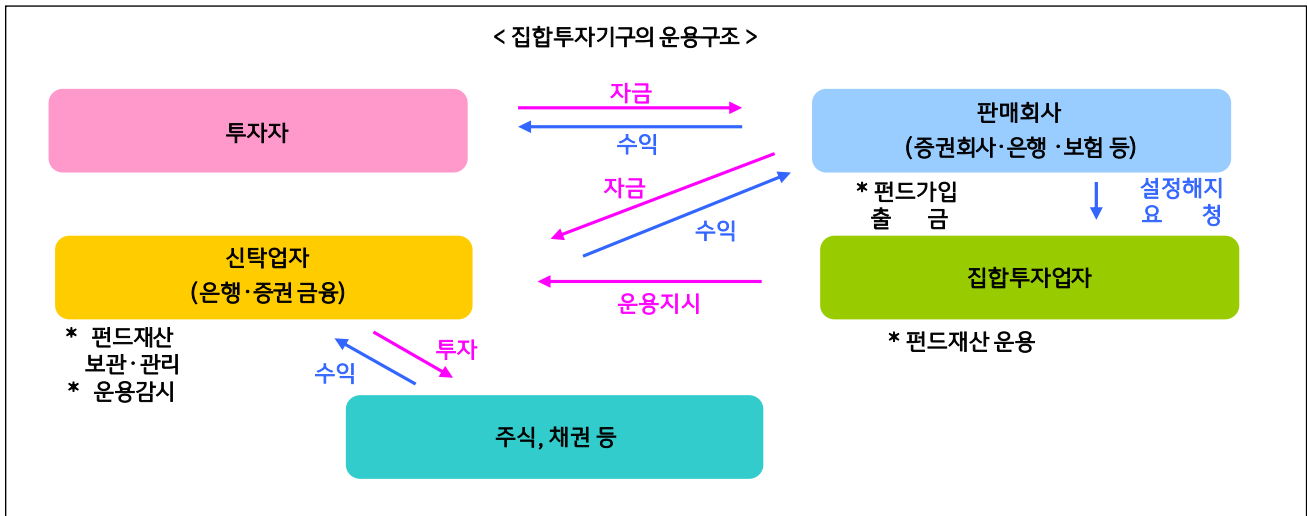 < 집합투자기구의 운용구조 >
투자자
자금
수익
판매회사
(증권회사·은행 ·보험 등)
자금
수익
* 펀드가입
출 금
설정해지
요 청
신탁업자
(은행·증권 금융)
운용지시
집합투자업자
* 펀드재산
보관·관리
* 운용감시
수익
투자
* 펀드재산 운용
주식, 채권 등